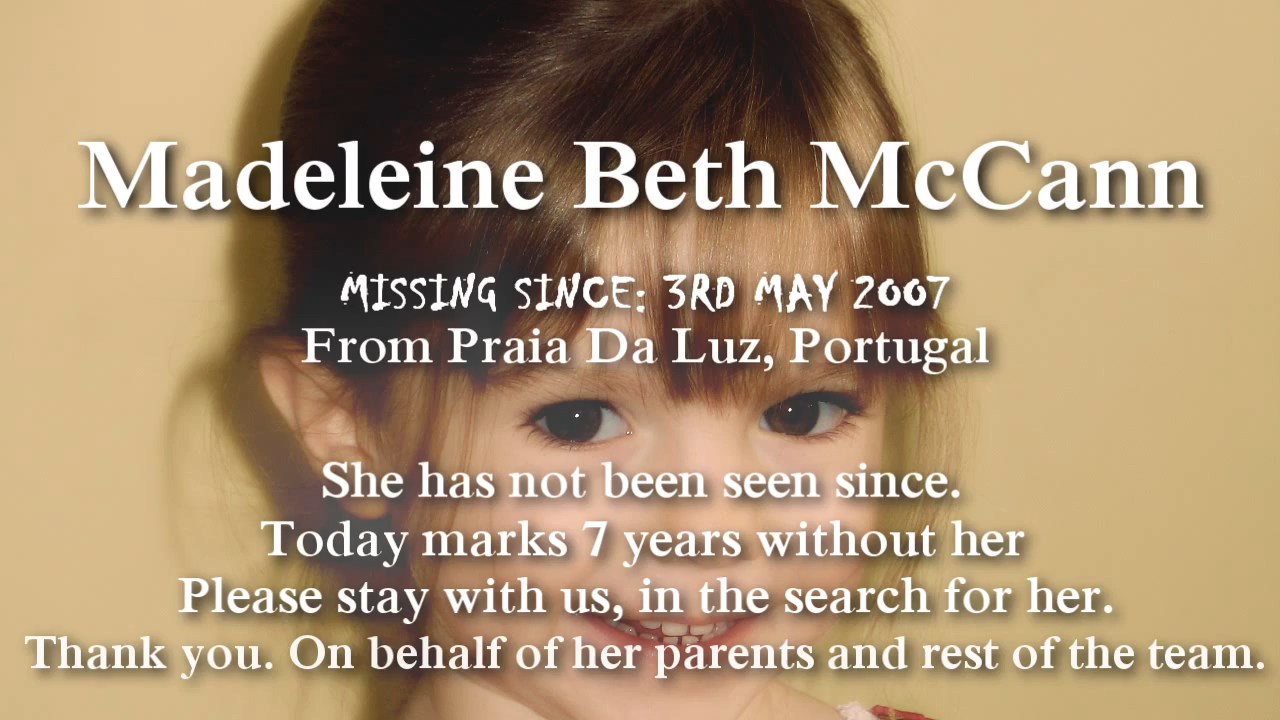 Madeleine Beth McCann
MISSING SINCE: 3RD MAY 2007
From Praia Da Luz, Portugal
She has not been seen since.
Today marks 7 years without her
Please stay with us, in the search for her.
Thank you. On behalf of her parents and rest of the team.